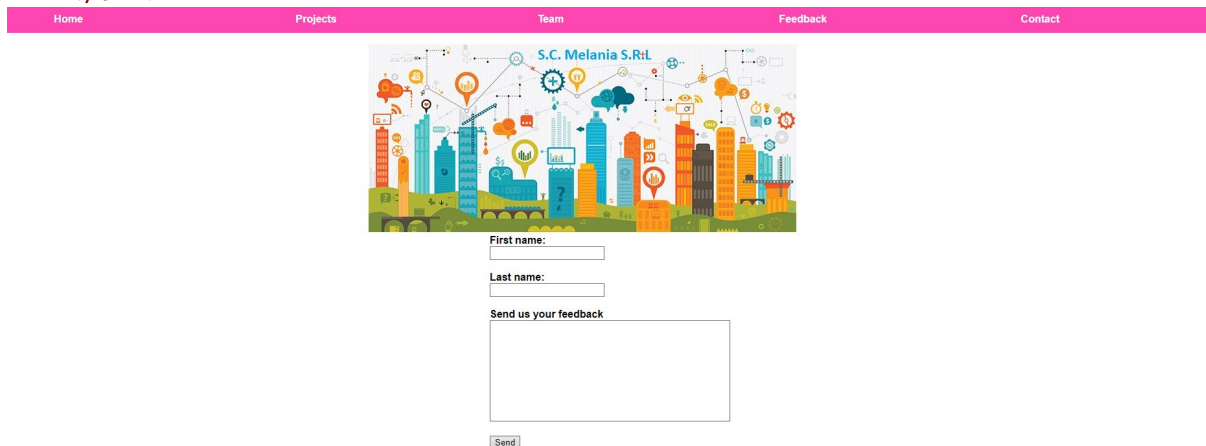 Home Projects Team Feedback Contact
S.C. Melania S.R.L
First name:
Last name:
Send us your feedback
Send